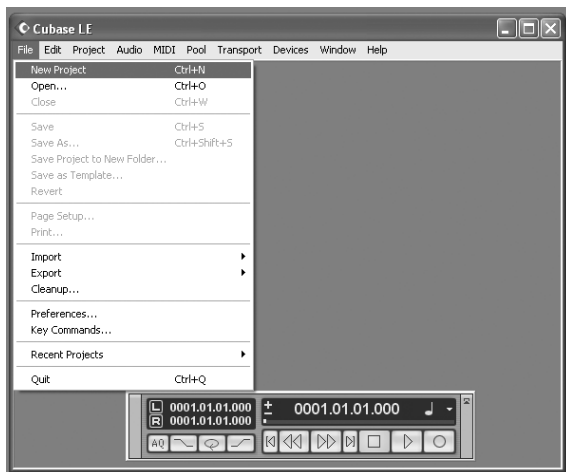 Cubase LE
File Edit Project Audio MIDI Pool Transport Devices Window Help
New Project Ctrl+N
Open... Ctrl+O
Close Ctrl+W
Save Ctrl+S
Save As... Ctrl+Shift+S
Save Project to New Folder...
Save as Template...
Revert
Page Setup...
Print...
Import
Export
Cleanup...
Preferences...
Key Commands...
Recent Projects
Quit Ctrl+Q
L 0001.01.01.000
R 0001.01.01.000
0001.01.01.000
AQ